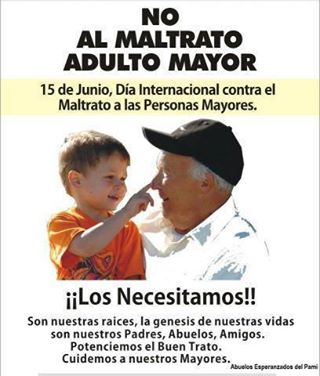 NO
AL MALTRATO
ADULTO MAYOR
15 de Junio, Día Internacional contra el
Maltrato a las Personas Mayores.
¡¡Los Necesitamos!!
Son nuestras raices, la genesis de nuestras vidas
son nuestros Padres, Abuelos, Amigos.
Potenciemos el Buen Trato.
Cuidemos a nuestros Mayores.
Abuelos Esperanzados del Pami